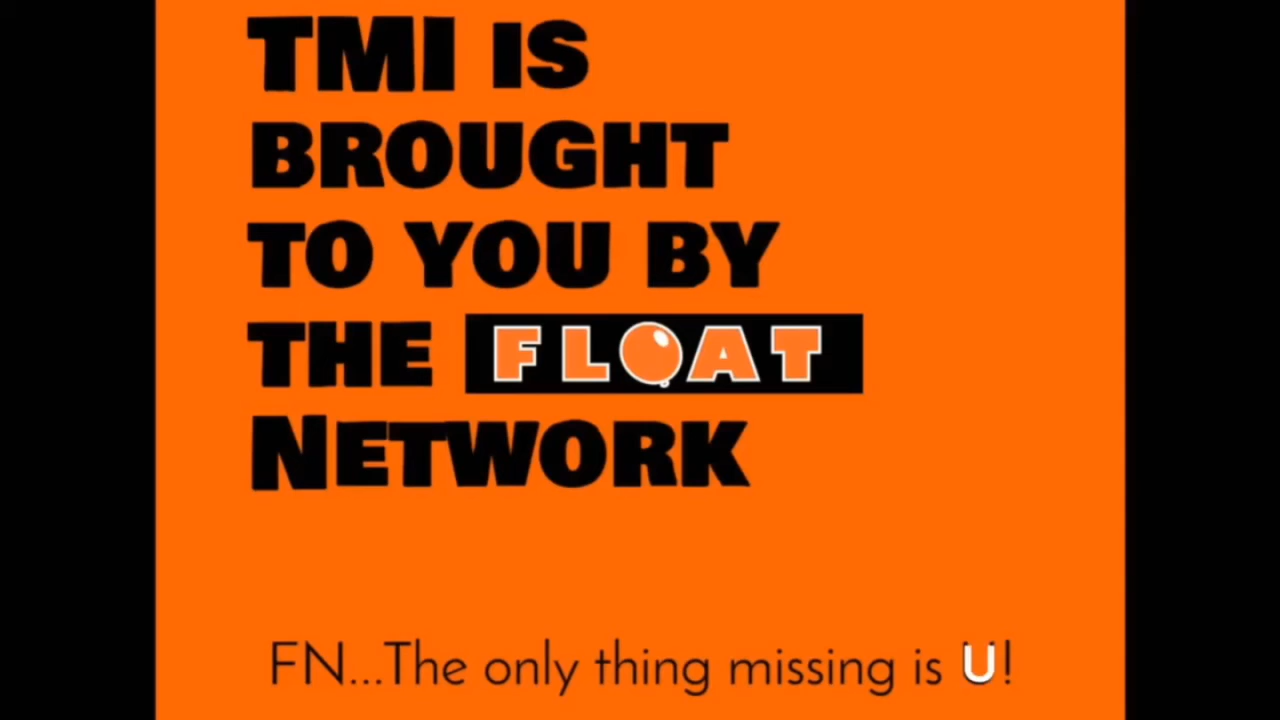 TMI IS
BROUGHT
TO YOU BY
THE FLOAT
NETWORK
FN...The only thing missing is U!